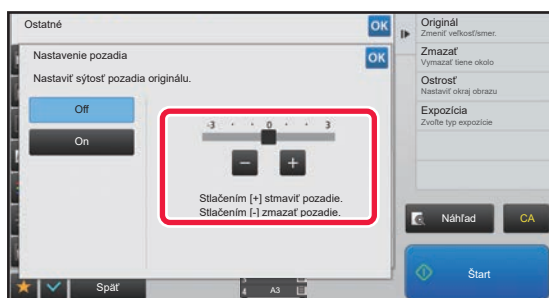 Ostatné
OK
Nastavenie pozadia
OK
Nastaviť sýtosť pozadia originálu.
Off
On
-3 0 3
− +
Stlačením [+] stmaviť pozadie.
Stlačením [-] zmazať pozadie.
Originál
Zmeniť veľkosť/smer.
Zmazať
Vymazať tiene okolo
Ostrosť
Nastaviť okraj obrazu
Expozícia
Zvoľte typ expozície
Náhľad
CA
Späť
4 A3
Štart